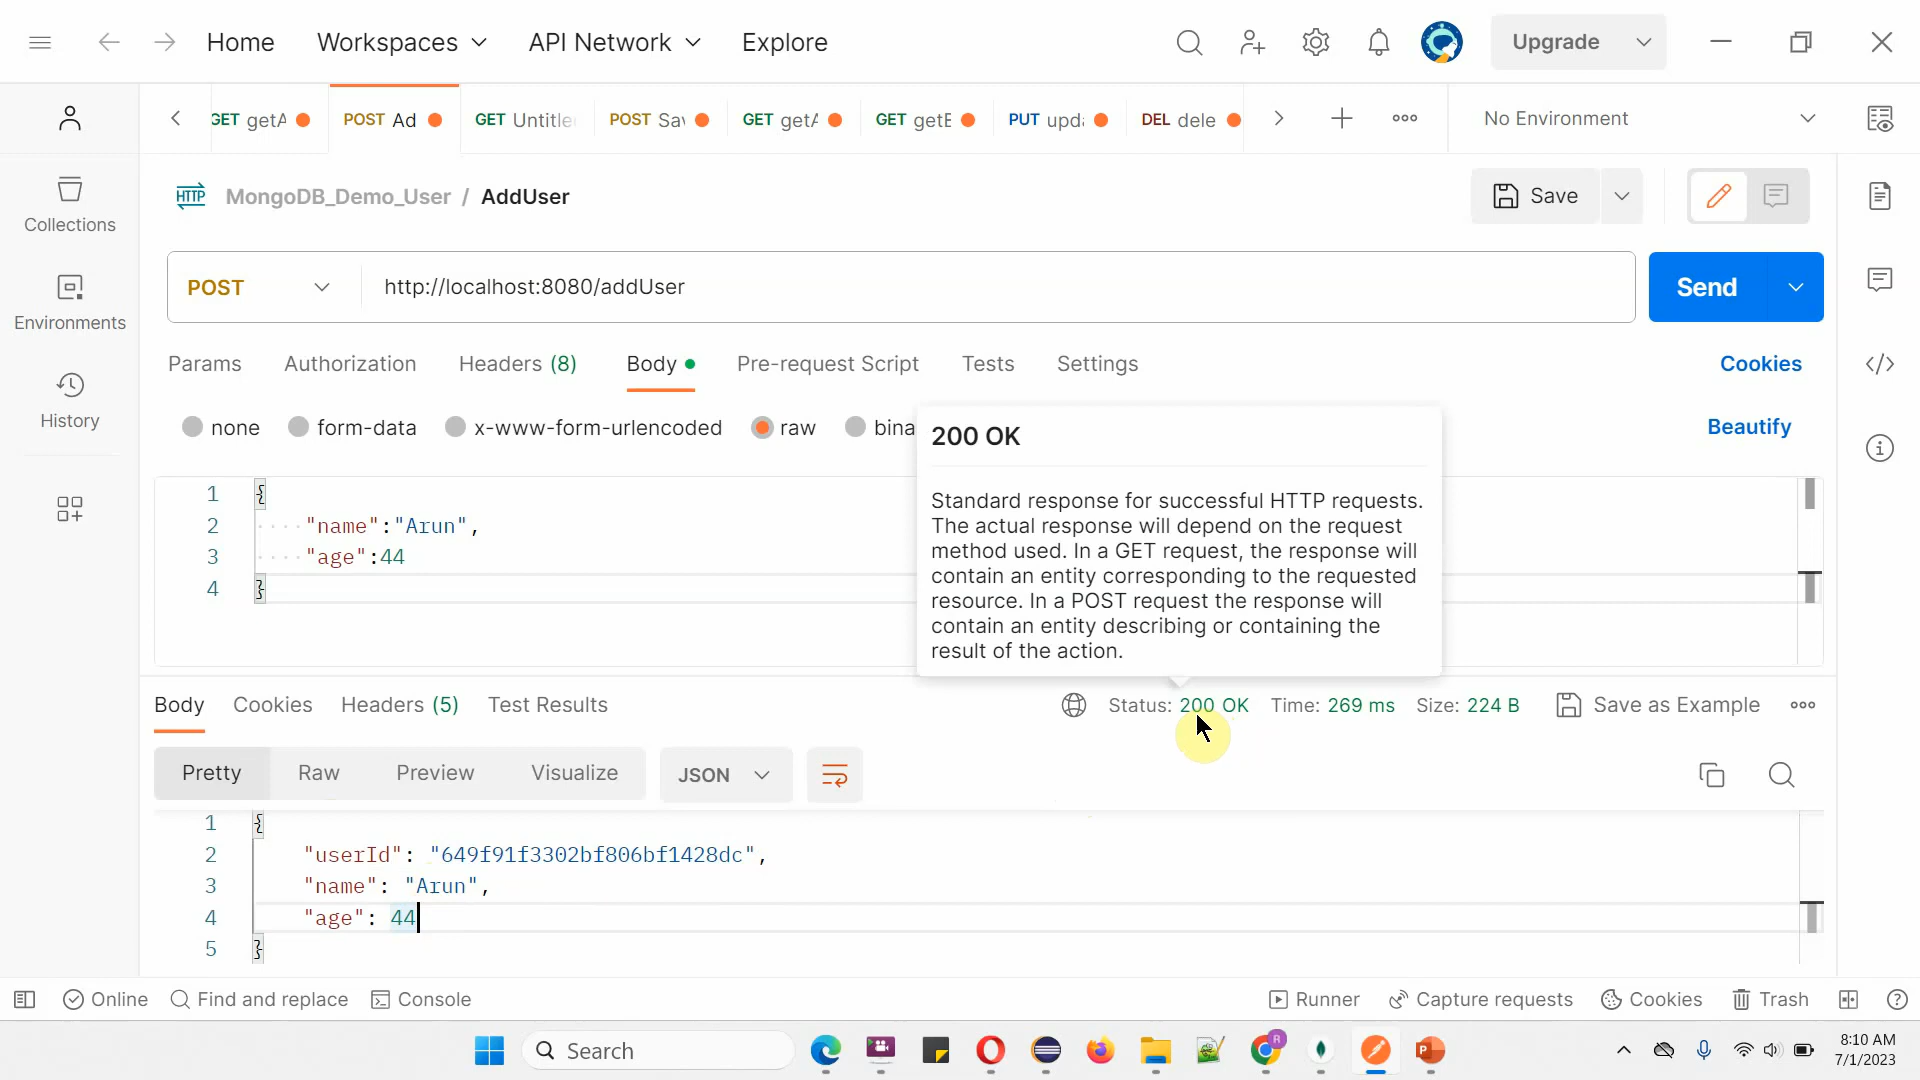 Home Workspaces API Network Explore Upgrade
GET getA POST Ad GET Untitle POST Sav GET getA GET getE PUT upda DEL dele No Environment
HTTP MongoDB_Demo_User / AddUser Save
Collections
POST http://localhost:8080/addUser Send
Environments
Params Authorization Headers (8) Body Pre-request Script Tests Settings Cookies
History
none form-data x-www-form-urlencoded raw bina Beautify
200 OK
Standard response for successful HTTP requests.
The actual response will depend on the request
method used. In a GET request, the response will
contain an entity corresponding to the requested
resource. In a POST request the response will
contain an entity describing or containing the
result of the action.
1 {
2 "name":"Arun",
3 "age":44
4 }
Body Cookies Headers (5) Test Results Status: 200 OK Time: 269 ms Size: 224 B Save as Example
Pretty Raw Preview Visualize JSON
1 {
2 "userId": "649f91f3302bf806bf1428dc",
3 "name": "Arun",
4 "age": 44
5 }
Online Find and replace Console Runner Capture requests Cookies Trash
Search
R
8:10 AM
7/1/2023